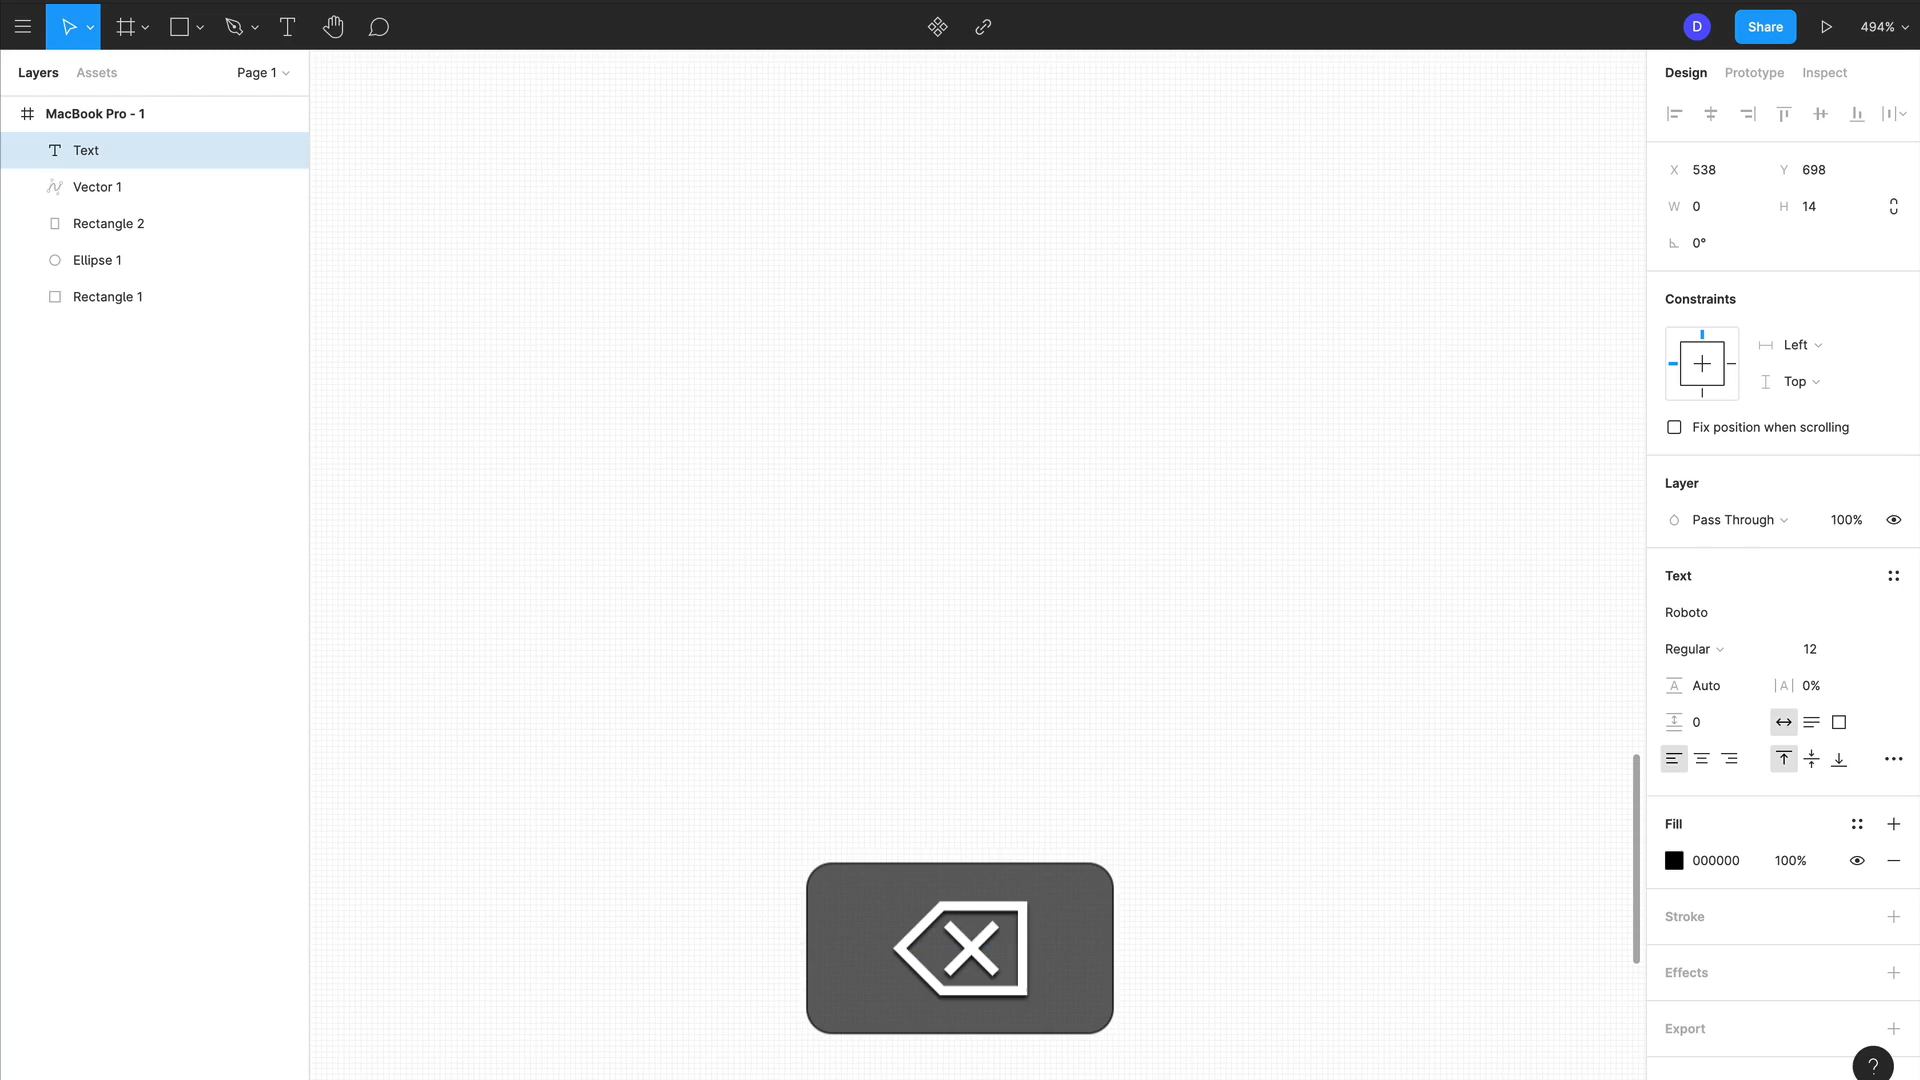 D
Share
494%
Layers
Assets
Page 1
Design
Prototype
Inspect
MacBook Pro - 1
Text
Vector 1
Rectangle 2
Ellipse 1
Rectangle 1
X 538
Y 698
W 0
H 14
0°
Constraints
Left
Top
Fix position when scrolling
Layer
Pass Through
100%
Text
Roboto
Regular
12
A Auto
|A| 0%
0
Fill
000000
100%
Stroke
Effects
Export
?